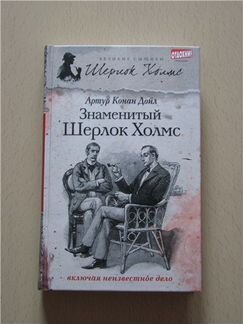 ВЕЛИКИЕ СЫЩИКИ
Шерлок Холмс
Артур Конан Дойл
Знаменитый
Шерлок Холмс
включая неизвестное дело